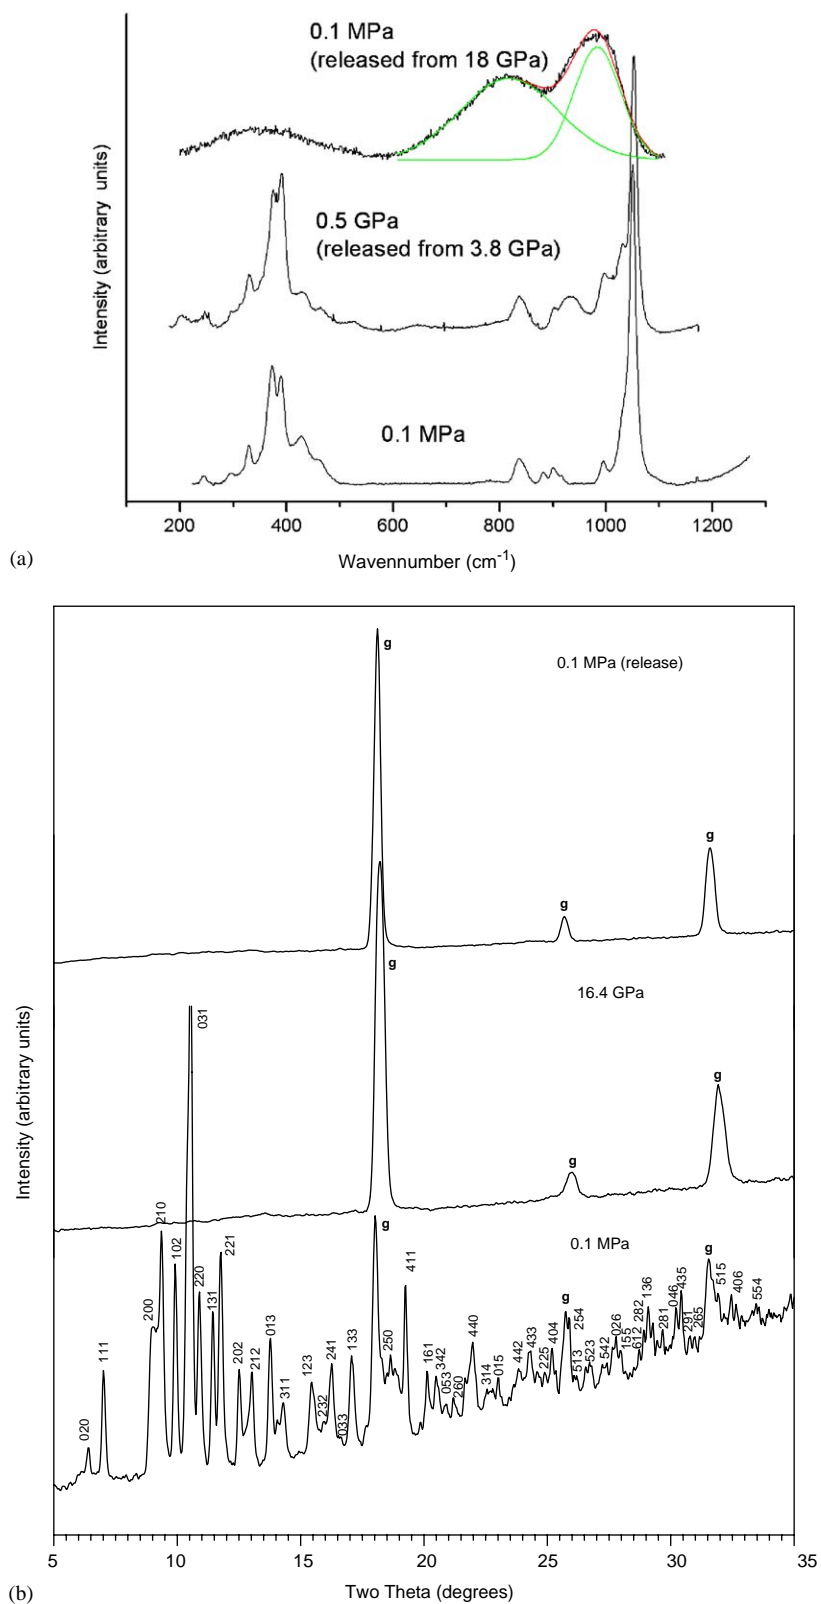 0.1 MPa
(released from 18 GPa)
0.5 GPa
(released from 3.8 GPa)
0.1 MPa
Intensity (arbitrary units)
200 400 600 800 1000 1200
(a)
Wavennumber (cm-1)
g
0.1 MPa (release)
g
g
g
16.4 GPa
g
g
0.1 MPa
Intensity (arbitrary units)
020 111 200 210 102 031 220 131 221 202 212 013 311 123 232 241 033 133 g 250 411 161 342 053 260 440 314 015 442 433 225 404 g 254 513 523 542 026 155 612 282 136 281 046 435 291 265 g 515 406 554
5 10 15 20 25 30 35
(b)
Two Theta (degrees)